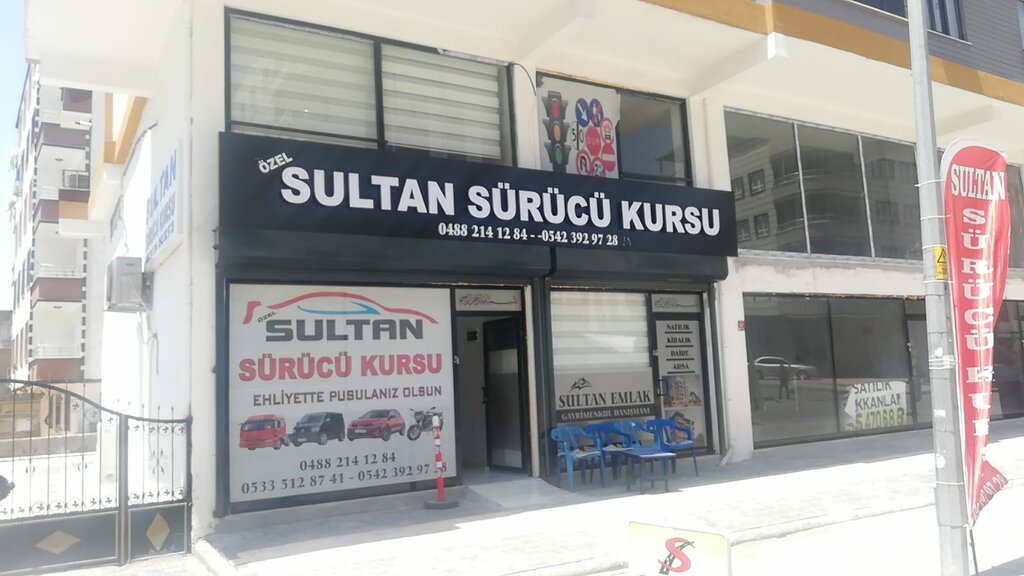 ÖZEL
SULTAN SÜRÜCÜ KURSU
0488 214 12 84 - -0542 392 97 28
ÖZEL
SULTAN
SÜRÜCÜ KURSU
EHLİYETTE PUSULANIZ OLSUN
0488 214 12 84
0533 512 87 41 - 0542 392 97
SULTAN EMLAK
GAYRİMENKUL DANIŞMANI
SATILIK
KİRALIK
DAİRE
ARSA
SATILIK
SULTAN
SÜRÜCÜ